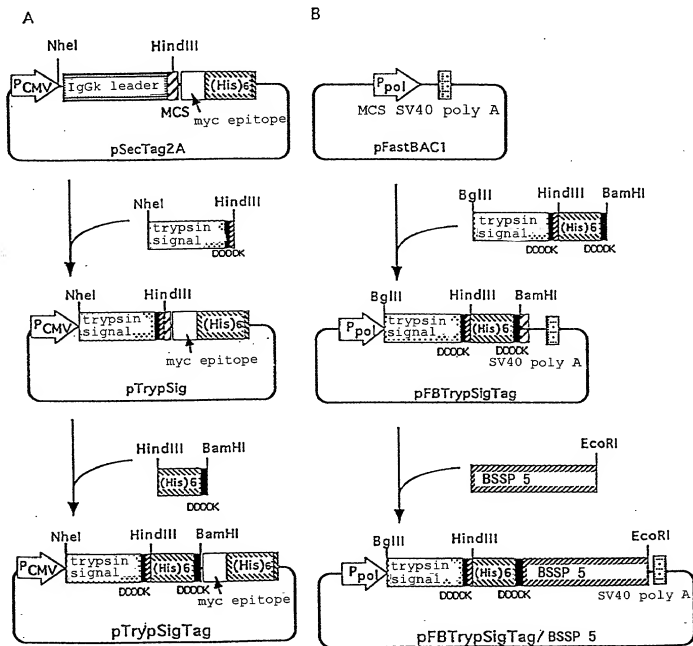 A
NheI HindIII
PCMV IgGk leader (His)6
MCS
myc epitope
pSecTag2A
NheI HindIII
trypsin
signal
DDDDK
NheI HindIII
PCMV trypsin
signal (His)6
myc epitope
pTrypSig
HindIII BamHI
(His)6
DDDDK
NheI HindIII BamHI
PCMV trypsin
signal (His)6 (His)6
DDDDK DDDDK
myc epitope
pTrypSigTag
B
Ppol
MCS SV40 poly A
pFastBAC1
BglII HindIII BamHI
trypsin
signal (His)6
DDDDK DDDDK
BglII HindIII BamHI
Ppol trypsin
signal (His)6
DDDDK DDDDK
SV40 poly A
pFBTrypSigTag
EcoRI
BSSP 5
BglII HindIII EcoRI
Ppol trypsin
signal (His)6 BSSP 5
DDDDK DDDDK
SV40 poly A
pFBTrypSigTag/BSSP 5